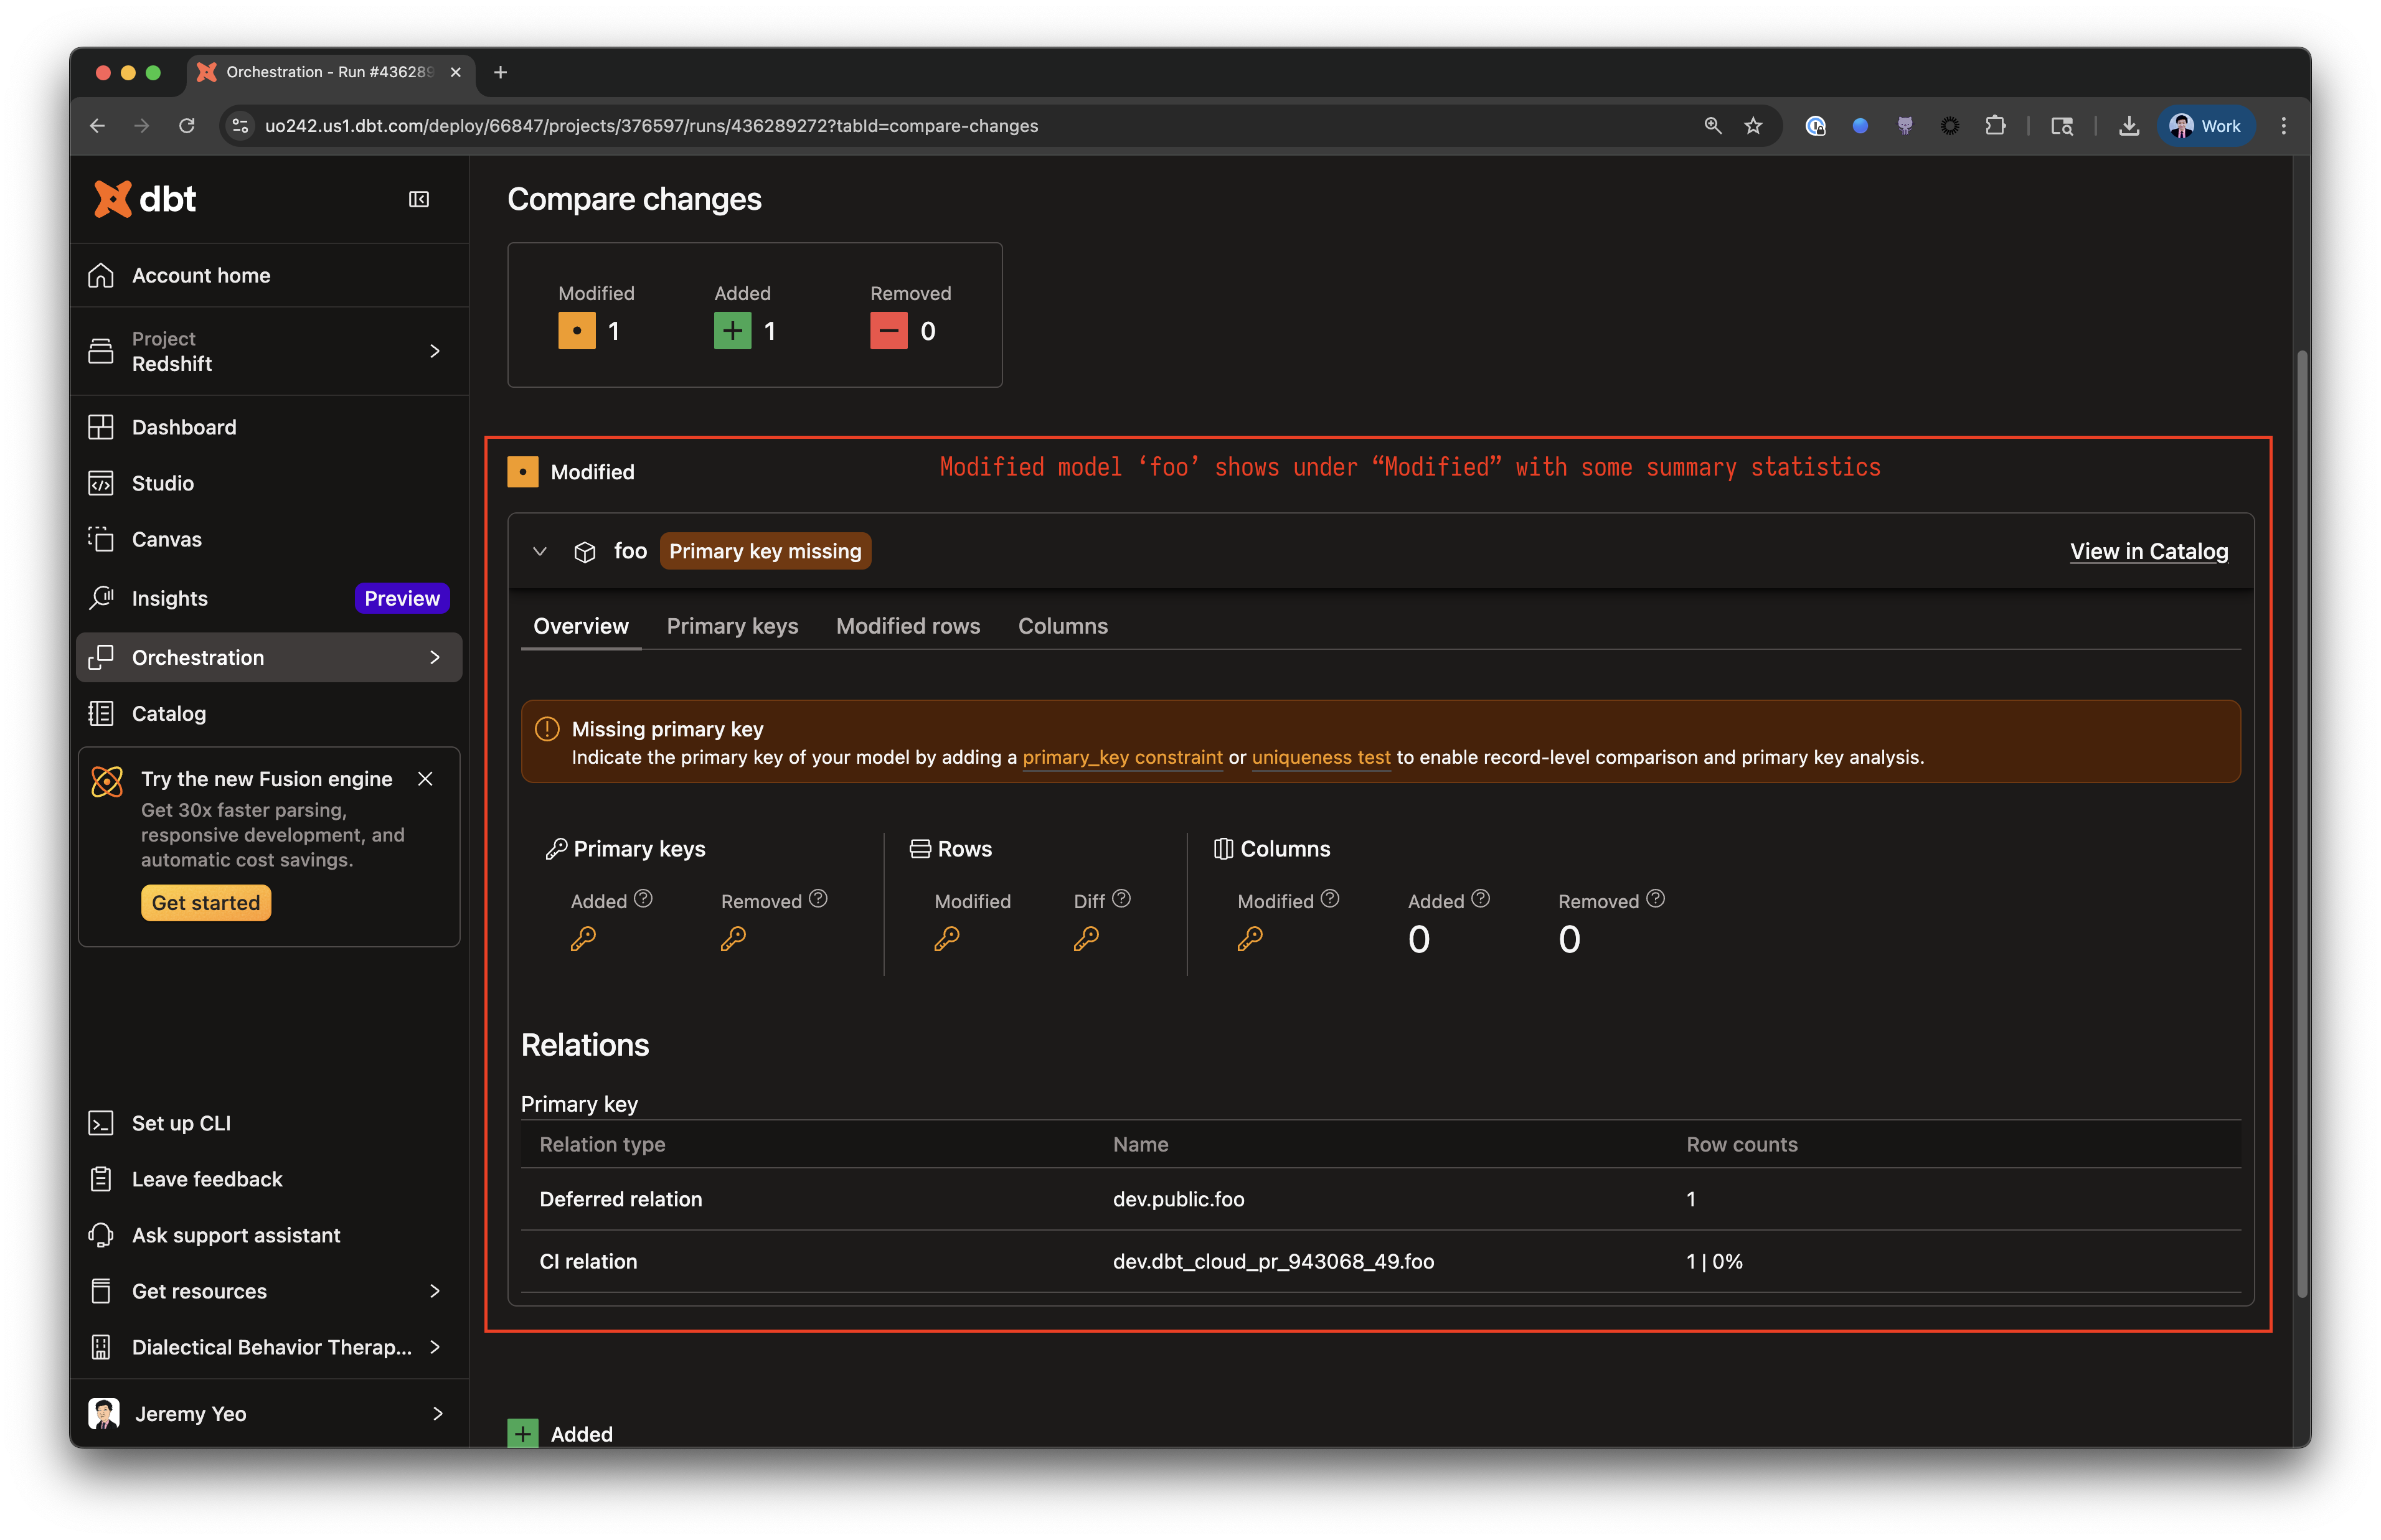 Orchestration - Run #436289
uo242.us1.dbt.com/deploy/66847/projects/376597/runs/436289272?tabId=compare-changes
Work
dbt
Account home
Project
Redshift
Dashboard
Studio
Canvas
Insights Preview
Orchestration
Catalog
Try the new Fusion engine
Get 30x faster parsing,
responsive development, and
automatic cost savings.
Get started
Set up CLI
Leave feedback
Ask support assistant
Get resources
Dialectical Behavior Therap...
Jeremy Yeo
Compare changes
Modified Added Removed
1 1 0
Modified
Modified model ‘foo’ shows under “Modified” with some summary statistics
foo Primary key missing View in Catalog
Overview Primary keys Modified rows Columns
Missing primary key
Indicate the primary key of your model by adding a primary_key constraint or uniqueness test to enable record-level comparison and primary key analysis.
Primary keys Rows Columns
Added Removed Modified Diff Modified Added Removed
0 0
Relations
Primary key
Relation type Name Row counts
Deferred relation dev.public.foo 1
CI relation dev.dbt_cloud_pr_943068_49.foo 1 | 0%
Added